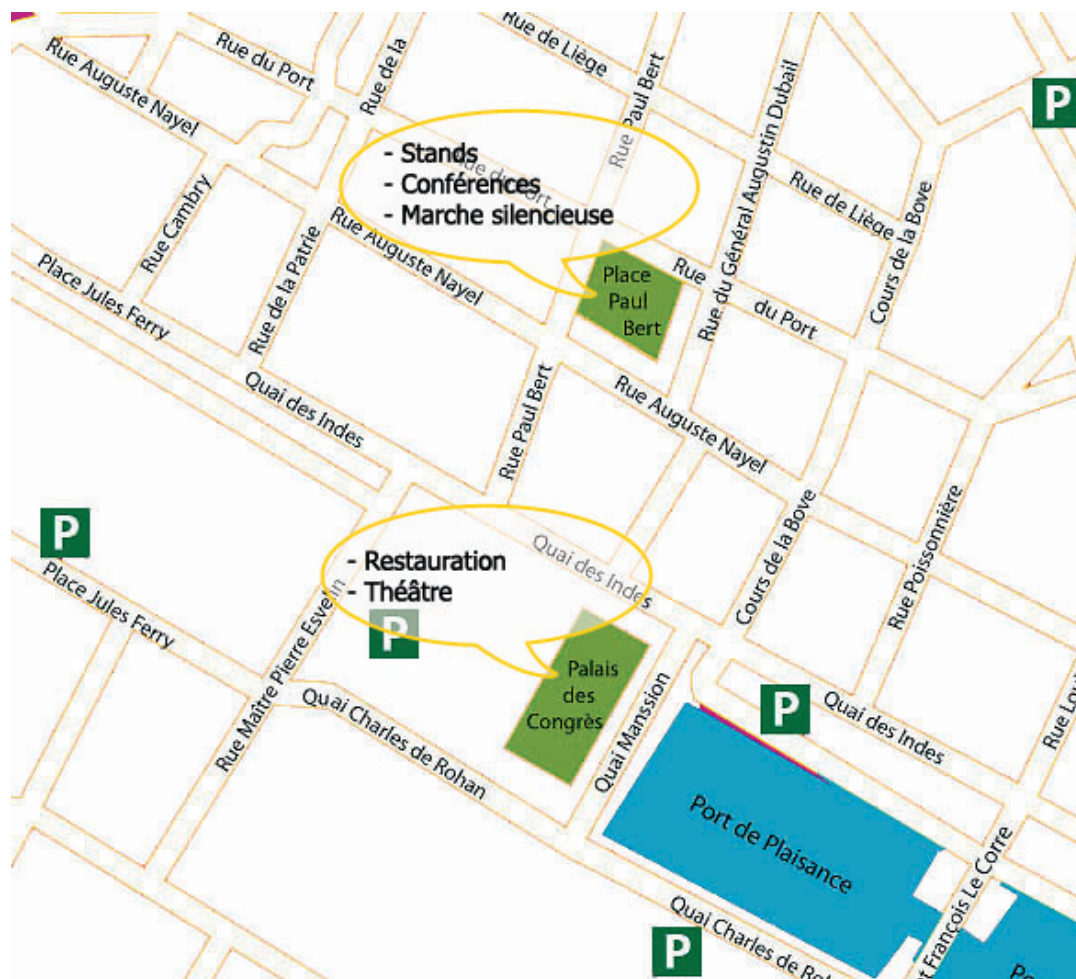 Rue Auguste Nayel
Rue du Port
Rue de la
Rue de Liège
Rue Paul Bert
Rue du Général Augustin Dubail
P
- Stands
- Conférences
- Marche silencieuse
Rue de Liège
Cours de la Bove
Rue Cambry
Rue de la Patrie
Rue Auguste Nayel
Place
Paul
Bert
Rue
du Port
Place Jules Ferry
Quai des Indes
Rue Paul Bert
Rue Auguste Nayel
Cours de la Bove
Rue Poissonnière
P
Place Jules Ferry
- Restauration
- Théâtre
Quai des Indes
P
Rue Maître Pierre Esvelin
Palais
des
Congrès
Quai Manssion
Quai Charles de Rohan
P
Quai des Indes
Port de Plaisance
François Le Corre
Quai Charles de Rohan
P